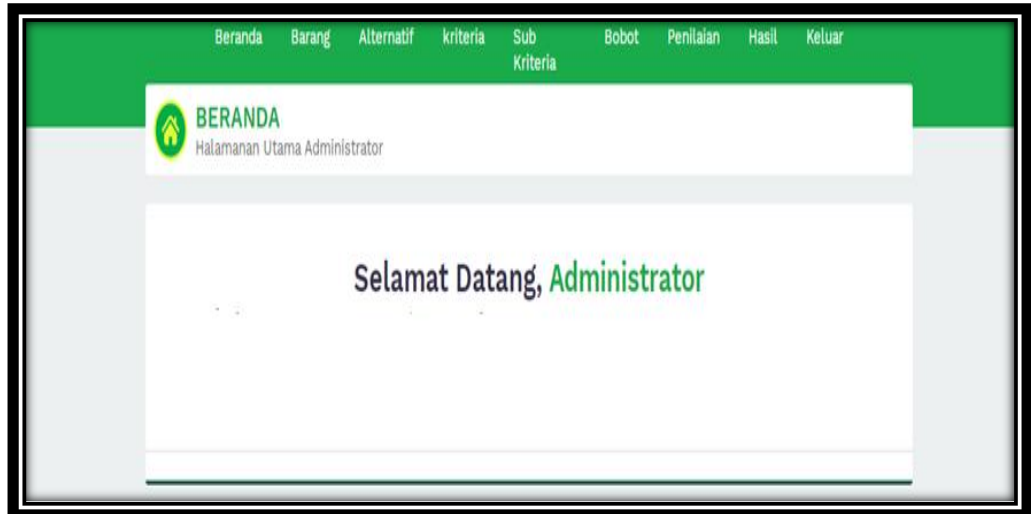 Beranda Barang Alternatif kriteria Sub Kriteria Bobot Penilaian Hasil Keluar
BERANDA
Halamanan Utama Administrator
Selamat Datang, Administrator